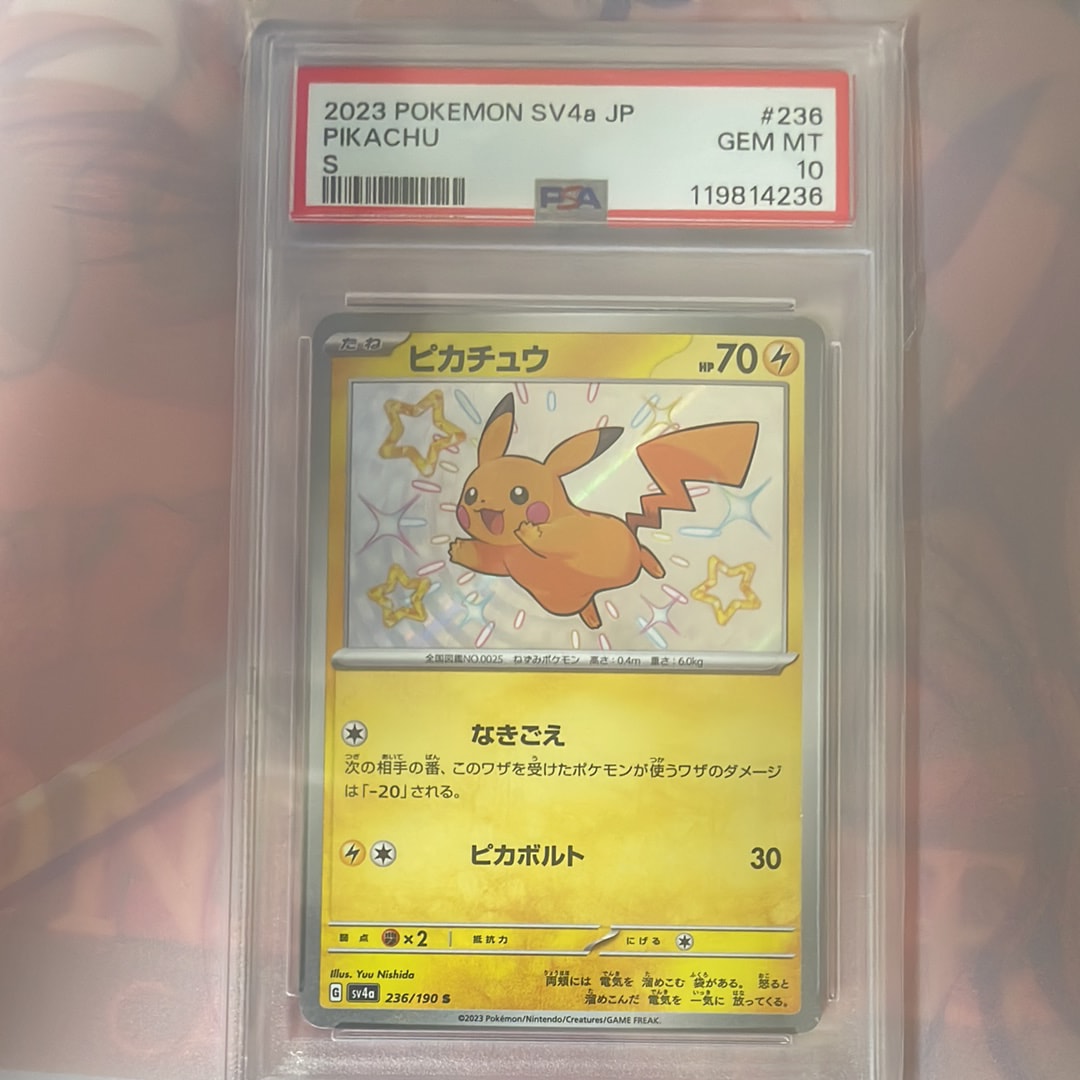 2023 POKEMON SV4a JP #236
PIKACHU GEM MT
S 10
PSA 119814236
たね ピカチュウ HP70
全国図鑑NO.0025 ねずみポケモン 高さ:0.4m 重さ:6.0kg
なきごえ
次の相手の番、このワザを受けたポケモンが使うワザのダメージ
は「-20」される。
ピカボルト 30
弱点 ×2 抵抗力 にげる
Illus. Yuu Nishida
両頬には 電気を 溜めこむ 袋がある。 怒ると
溜めこんだ 電気を 一気に 放ってくる。
G sv4a 236/190 S
©2023 Pokémon/Nintendo/Creatures/GAME FREAK.